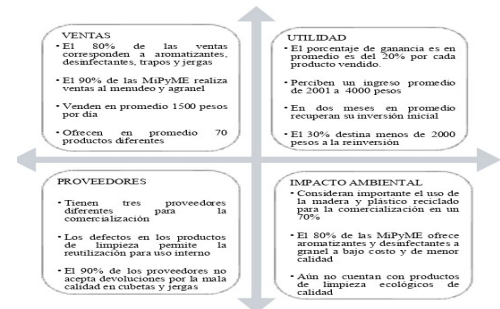 VENTAS
• El 80% de las ventas
corresponden a aromatizantes,
desinfectantes, trapos y jergas
• El 90% de las MiPyME realiza
ventas al menudeo y agranel
• Venden en promedio 1500 pesos
por día
• Ofrecen en promedio 70
productos diferentes
UTILIDAD
• El porcentaje de ganancia es en
promedio es del 20% por cada
producto vendido.
• Perciben un ingreso promedio
de 2001 a 4000 pesos
• En dos meses en promedio
recuperan su inversión inicial
• El 30% destina menos de 2000
pesos a la reinversión
PROVEEDORES
• Tienen tres proveedores
diferentes para la
comercialización
• Los defectos en los productos
de limpieza permite la
reutilización para uso interno
• El 90% de los proveedores no
acepta devoluciones por la mala
calidad en cubetas y jergas
IMPACTO AMBIENTAL
• Consideran importante el uso de
la madera y plástico reciclado
para la comercialización en un
70%
• El 80% de las MiPyME ofrece
aromatizantes y desinfectantes a
granel a bajo costo y de menor
calidad
• Aún no cuentan con productos
de limpieza ecológicos de
calidad